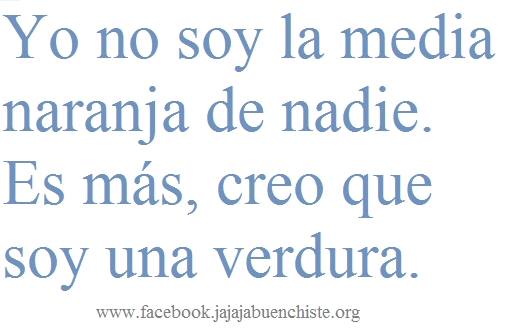 Yo no soy la media
naranja de nadie.
Es más, creo que
soy una verdura.
www.facebook.jajajabuenchiste.org